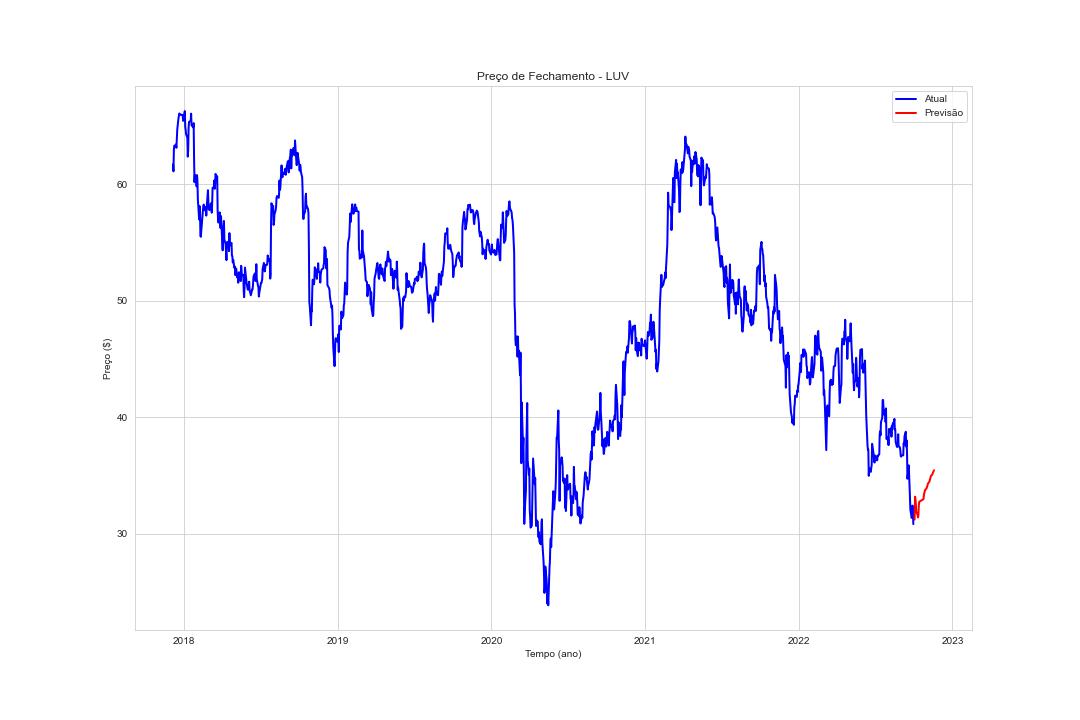 Preço de Fechamento - LUV
Atual
Previsão
60
50
40
30
Preço ($)
2018
2019
2020
2021
2022
2023
Tempo (ano)